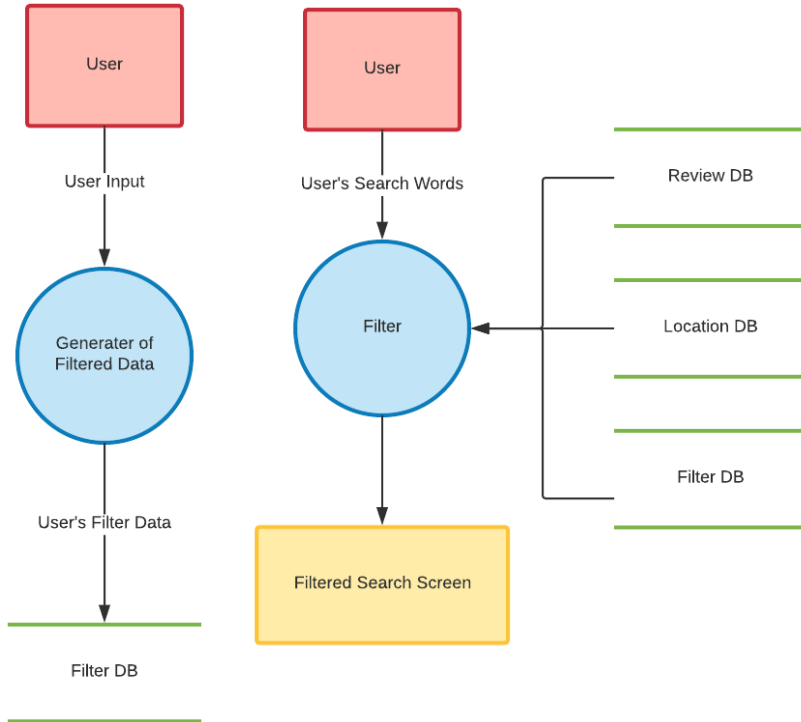 User
User Input
Generater of
Filtered Data
User's Filter Data
Filter DB
User
User's Search Words
Filter
Filtered Search Screen
Review DB
Location DB
Filter DB